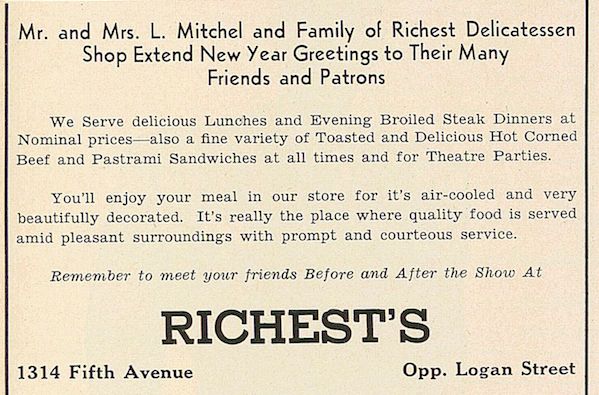 Mr. and Mrs. L. Mitchel and Family of Richest Delicatessen
Shop Extend New Year Greetings to Their Many
Friends and Patrons
We Serve delicious Lunches and Evening Broiled Steak Dinners at
Nominal prices—also a fine variety of Toasted and Delicious Hot Corned
Beef and Pastrami Sandwiches at all times and for Theatre Parties.
You'll enjoy your meal in our store for it's air-cooled and very
beautifully decorated. It's really the place where quality food is served
amid pleasant surroundings with prompt and courteous service.
Remember to meet your friends Before and After the Show At
RICHEST'S
1314 Fifth Avenue Opp. Logan Street